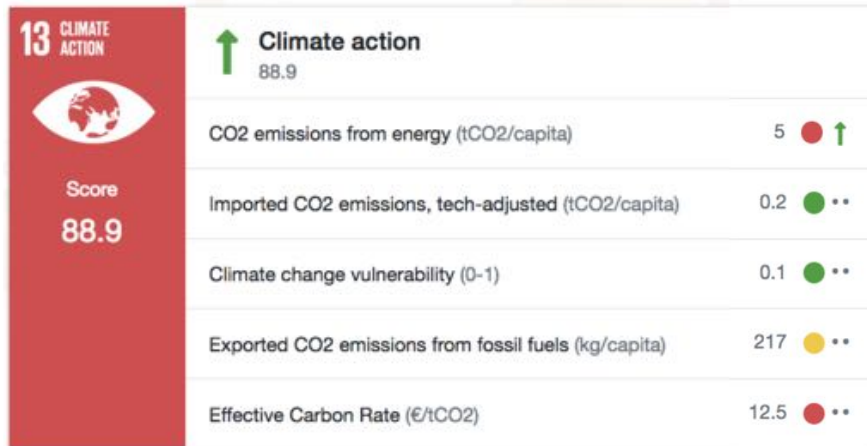 13 CLIMATE
ACTION
Score
88.9
Climate action
88.9
CO2 emissions from energy (tCO2/capita) 5
Imported CO2 emissions, tech-adjusted (tCO2/capita) 0.2
Climate change vulnerability (0-1) 0.1
Exported CO2 emissions from fossil fuels (kg/capita) 217
Effective Carbon Rate (€/tCO2) 12.5